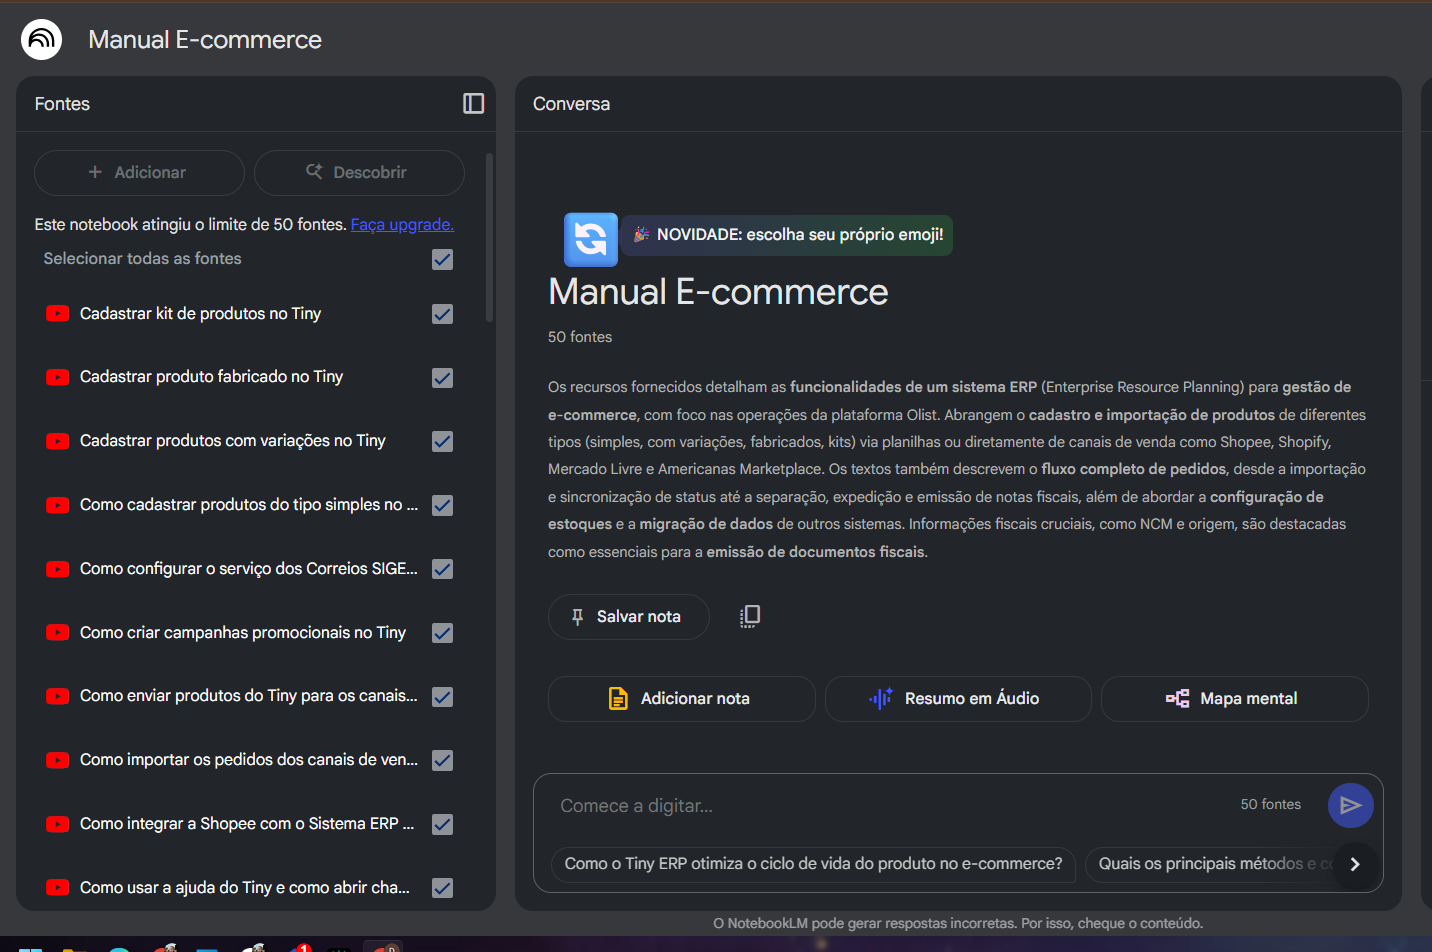 Manual E-commerce
Fontes
Adicionar
Descobrir
Este notebook atingiu o limite de 50 fontes. Faça upgrade.
Selecionar todas as fontes
Cadastrar kit de produtos no Tiny
Cadastrar produto fabricado no Tiny
Cadastrar produtos com variações no Tiny
Como cadastrar produtos do tipo simples no ...
Como configurar o serviço dos Correios SIGE...
Como criar campanhas promocionais no Tiny
Como enviar produtos do Tiny para os canais...
Como importar os pedidos dos canais de ven...
Como integrar a Shopee com o Sistema ERP ...
Como usar a ajuda do Tiny e como abrir cha...
Conversa
NOVIDADE: escolha seu próprio emoji!
Manual E-commerce
50 fontes
Os recursos fornecidos detalham as funcionalidades de um sistema ERP (Enterprise Resource Planning) para gestão de
e-commerce, com foco nas operações da plataforma Olist. Abrangem o cadastro e importação de produtos de diferentes
tipos (simples, com variações, fabricados, kits) via planilhas ou diretamente de canais de venda como Shopee, Shopify,
Mercado Livre e Americanas Marketplace. Os textos também descrevem o fluxo completo de pedidos, desde a importação
e sincronização de status até a separação, expedição e emissão de notas fiscais, além de abordar a configuração de
estoques e a migração de dados de outros sistemas. Informações fiscais cruciais, como NCM e origem, são destacadas
como essenciais para a emissão de documentos fiscais.
Salvar nota
Adicionar nota
Resumo em Áudio
Mapa mental
Comece a digitar...
50 fontes
Como o Tiny ERP otimiza o ciclo de vida do produto no e-commerce?
Quais os principais métodos e
O NotebookLM pode gerar respostas incorretas. Por isso, cheque o conteúdo.
1